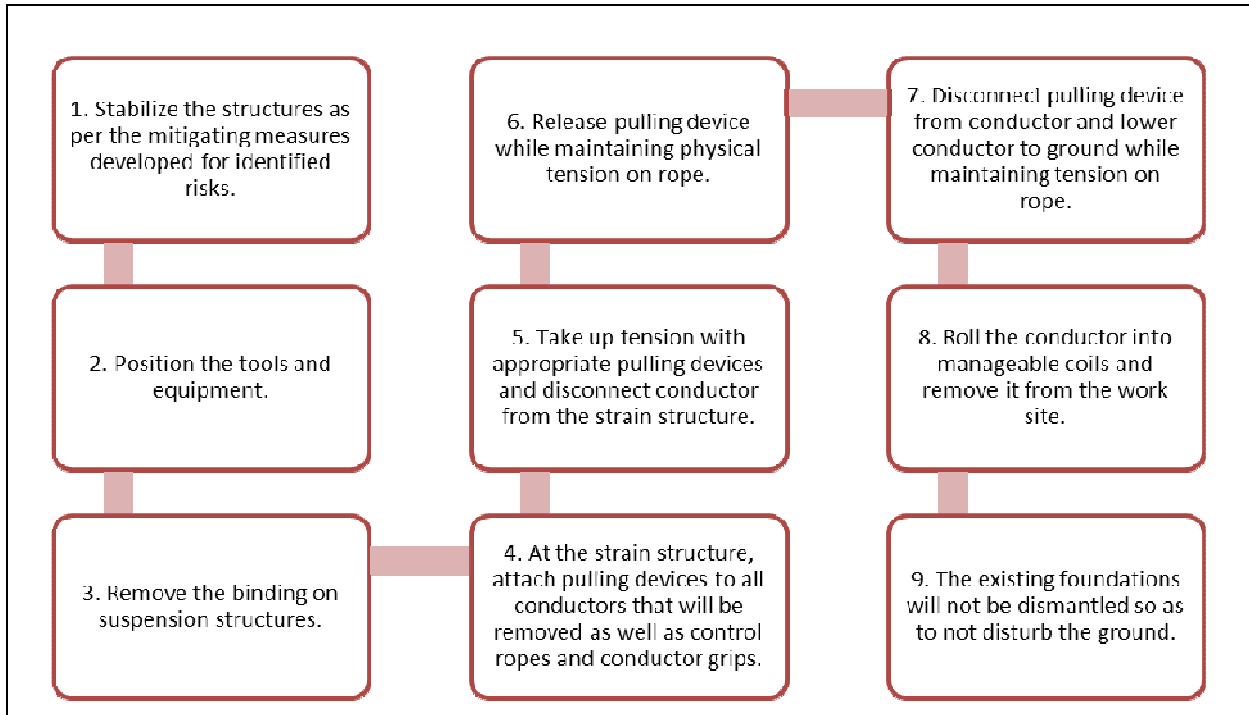 1. Stabilize the structures as
per the mitigating measures
developed for identified
risks.
2. Position the tools and
equipment.
3. Remove the binding on
suspension structures.
4. At the strain structure,
attach pulling devices to all
conductors that will be
removed as well as control
ropes and conductor grips.
5. Take up tension with
appropriate pulling devices
and disconnect conductor
from the strain structure.
6. Release pulling device
while maintaining physical
tension on rope.
7. Disconnect pulling device
from conductor and lower
conductor to ground while
maintaining tension on
rope.
8. Roll the conductor into
manageable coils and
remove it from the work
site.
9. The existing foundations
will not be dismantled so as
to not disturb the ground.